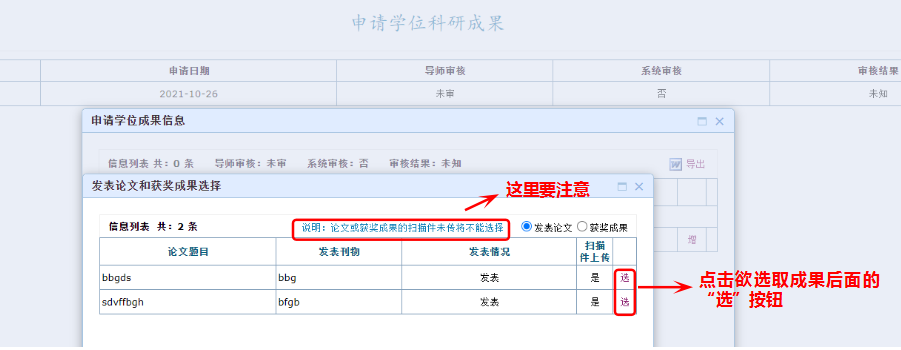 申请学位科研成果
申请日期 导师审核 系统审核 审核结果
2021-10-26 未审 否 未知
申请学位成果信息
信息列表 共：0 条 导师审核：未审 系统审核：否 审核结果：未知 导出
发表论文和获奖成果选择
这里要注意
信息列表 共：2 条 说明：论文或获奖成果的扫描件未传将不能选择 发表论文 获奖成果
论文题目 发表刊物 发表情况 扫描
件上传
增
bbgds bbg 发表 是 选
点击欲选取成果后面的
“选”按钮
sdvffbgh bfgb 发表 是 选